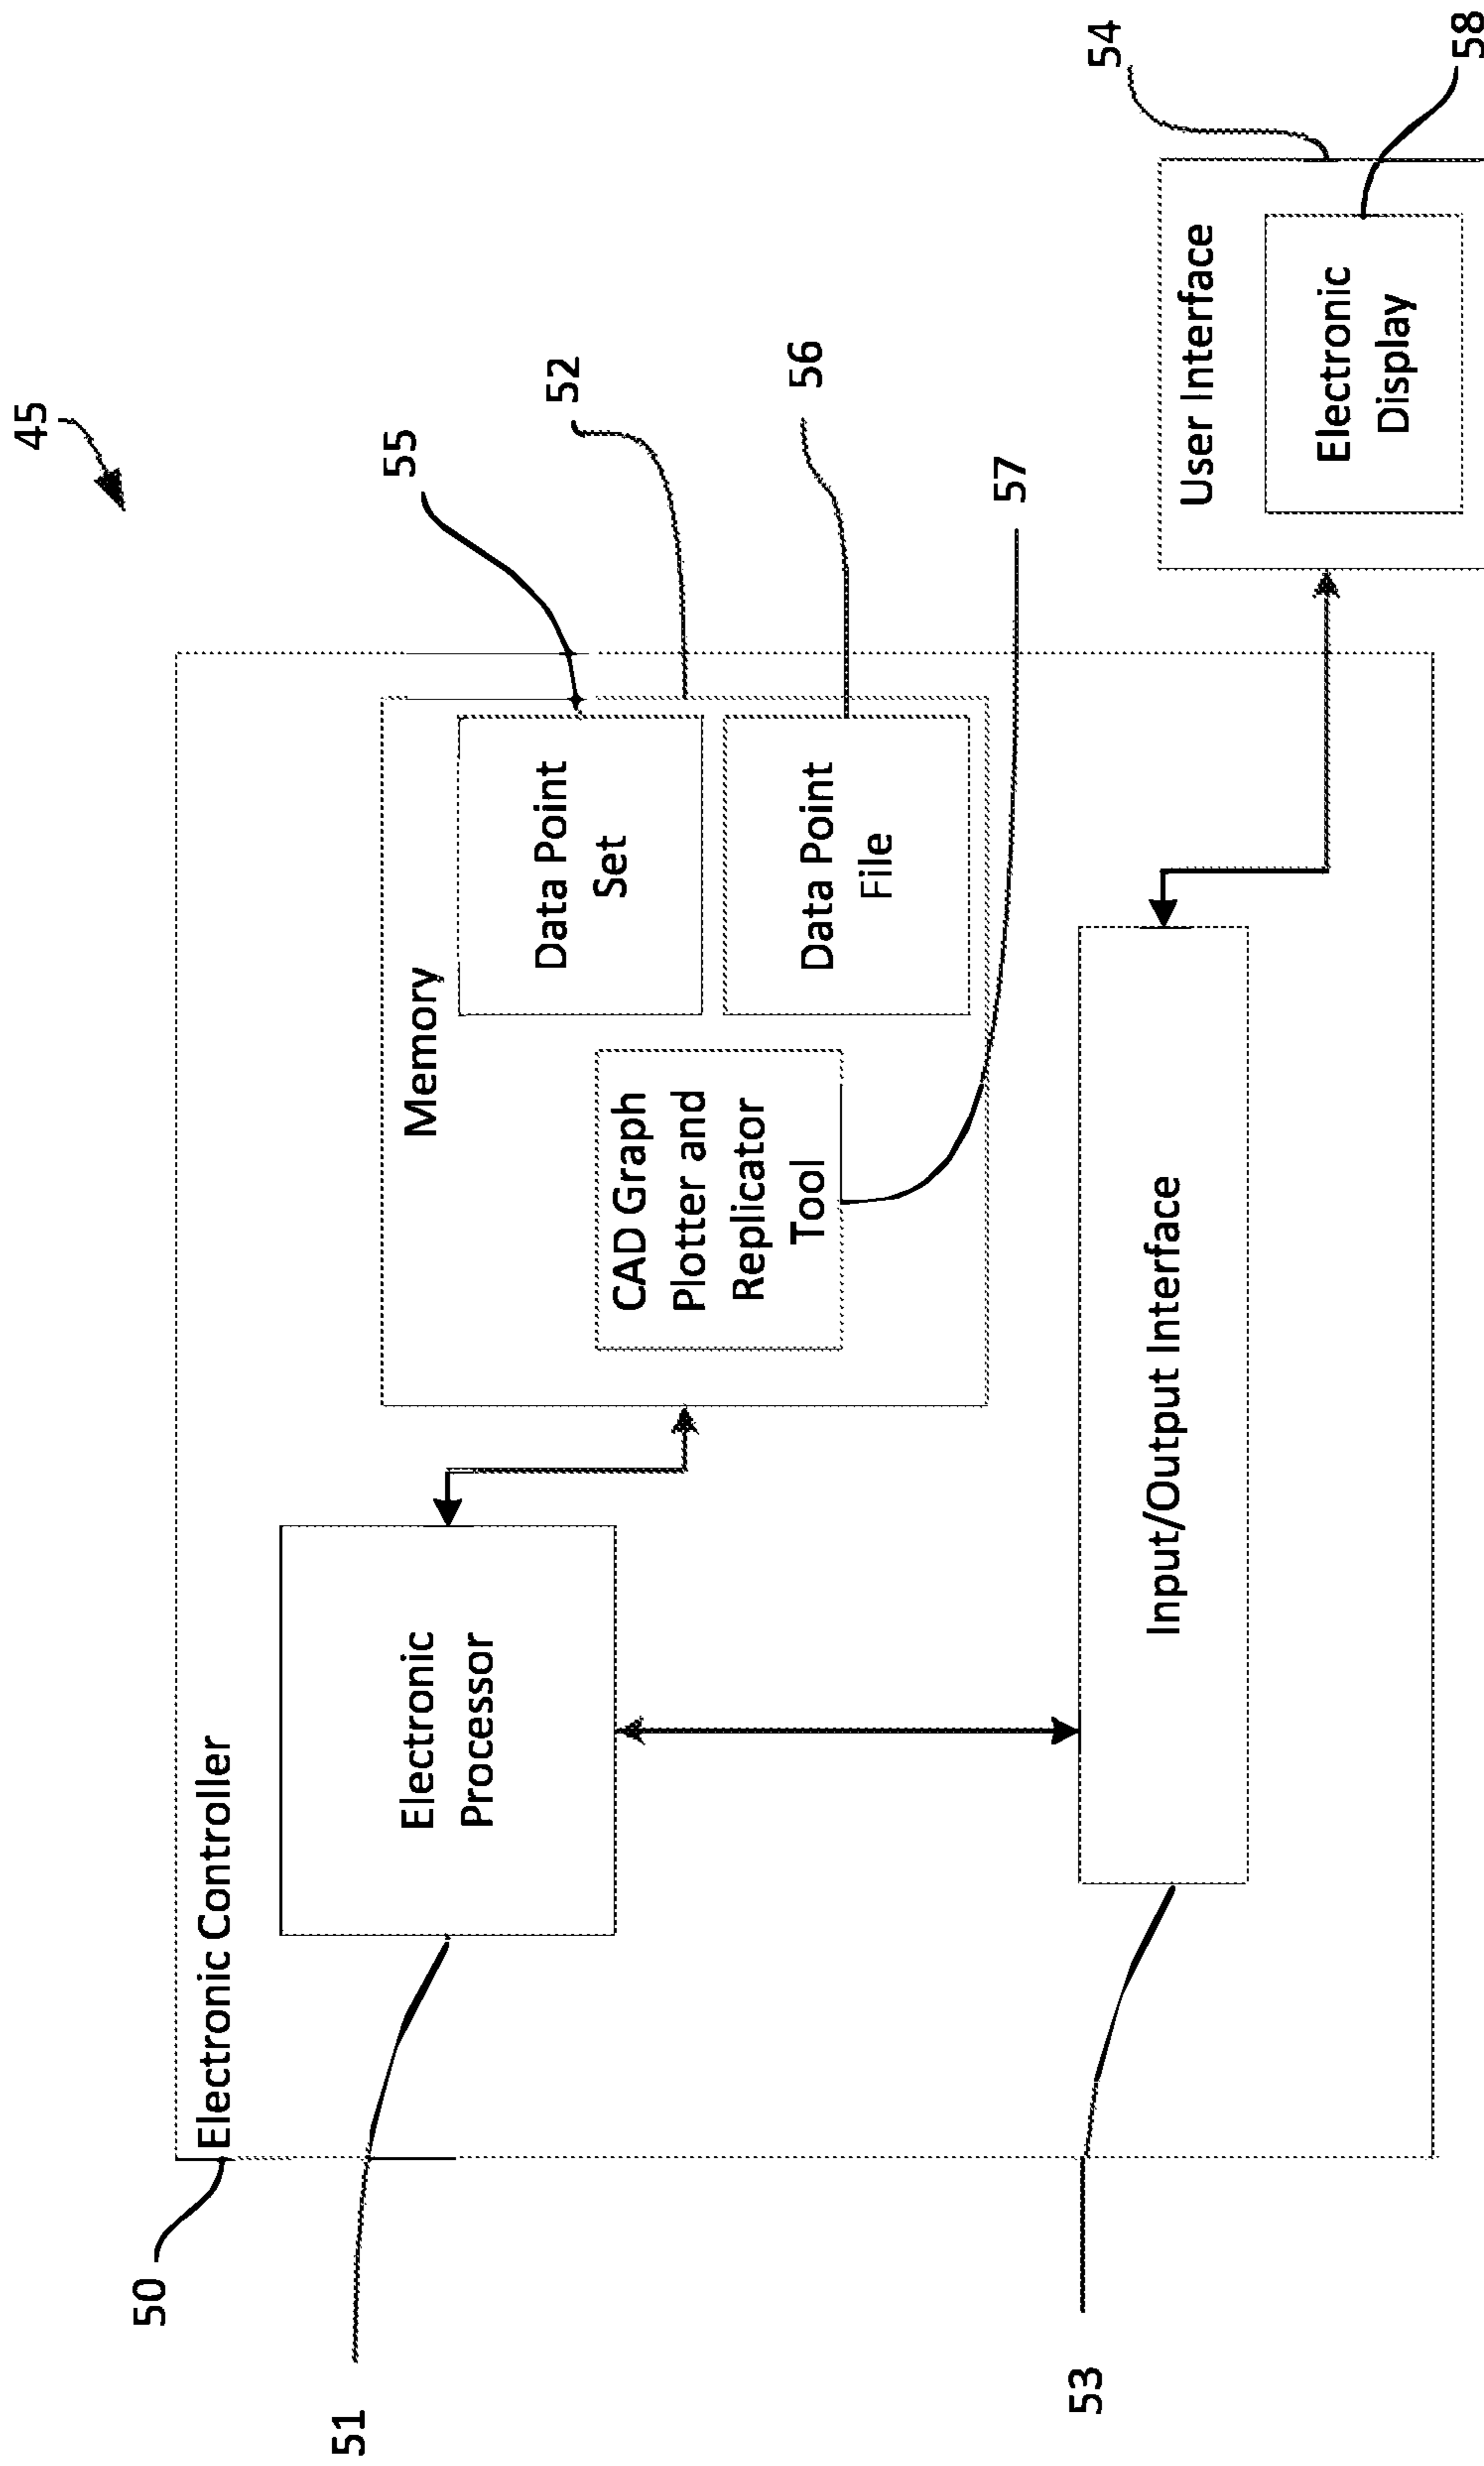 45
50
Electronic Controller
51
Electronic
Processor
Memory
55
Data Point
Set
52
CAD Graph
Plotter and
Replicator
Tool
Data Point
File
56
57
53
Input/Output Interface
54
User Interface
Electronic
Display
58